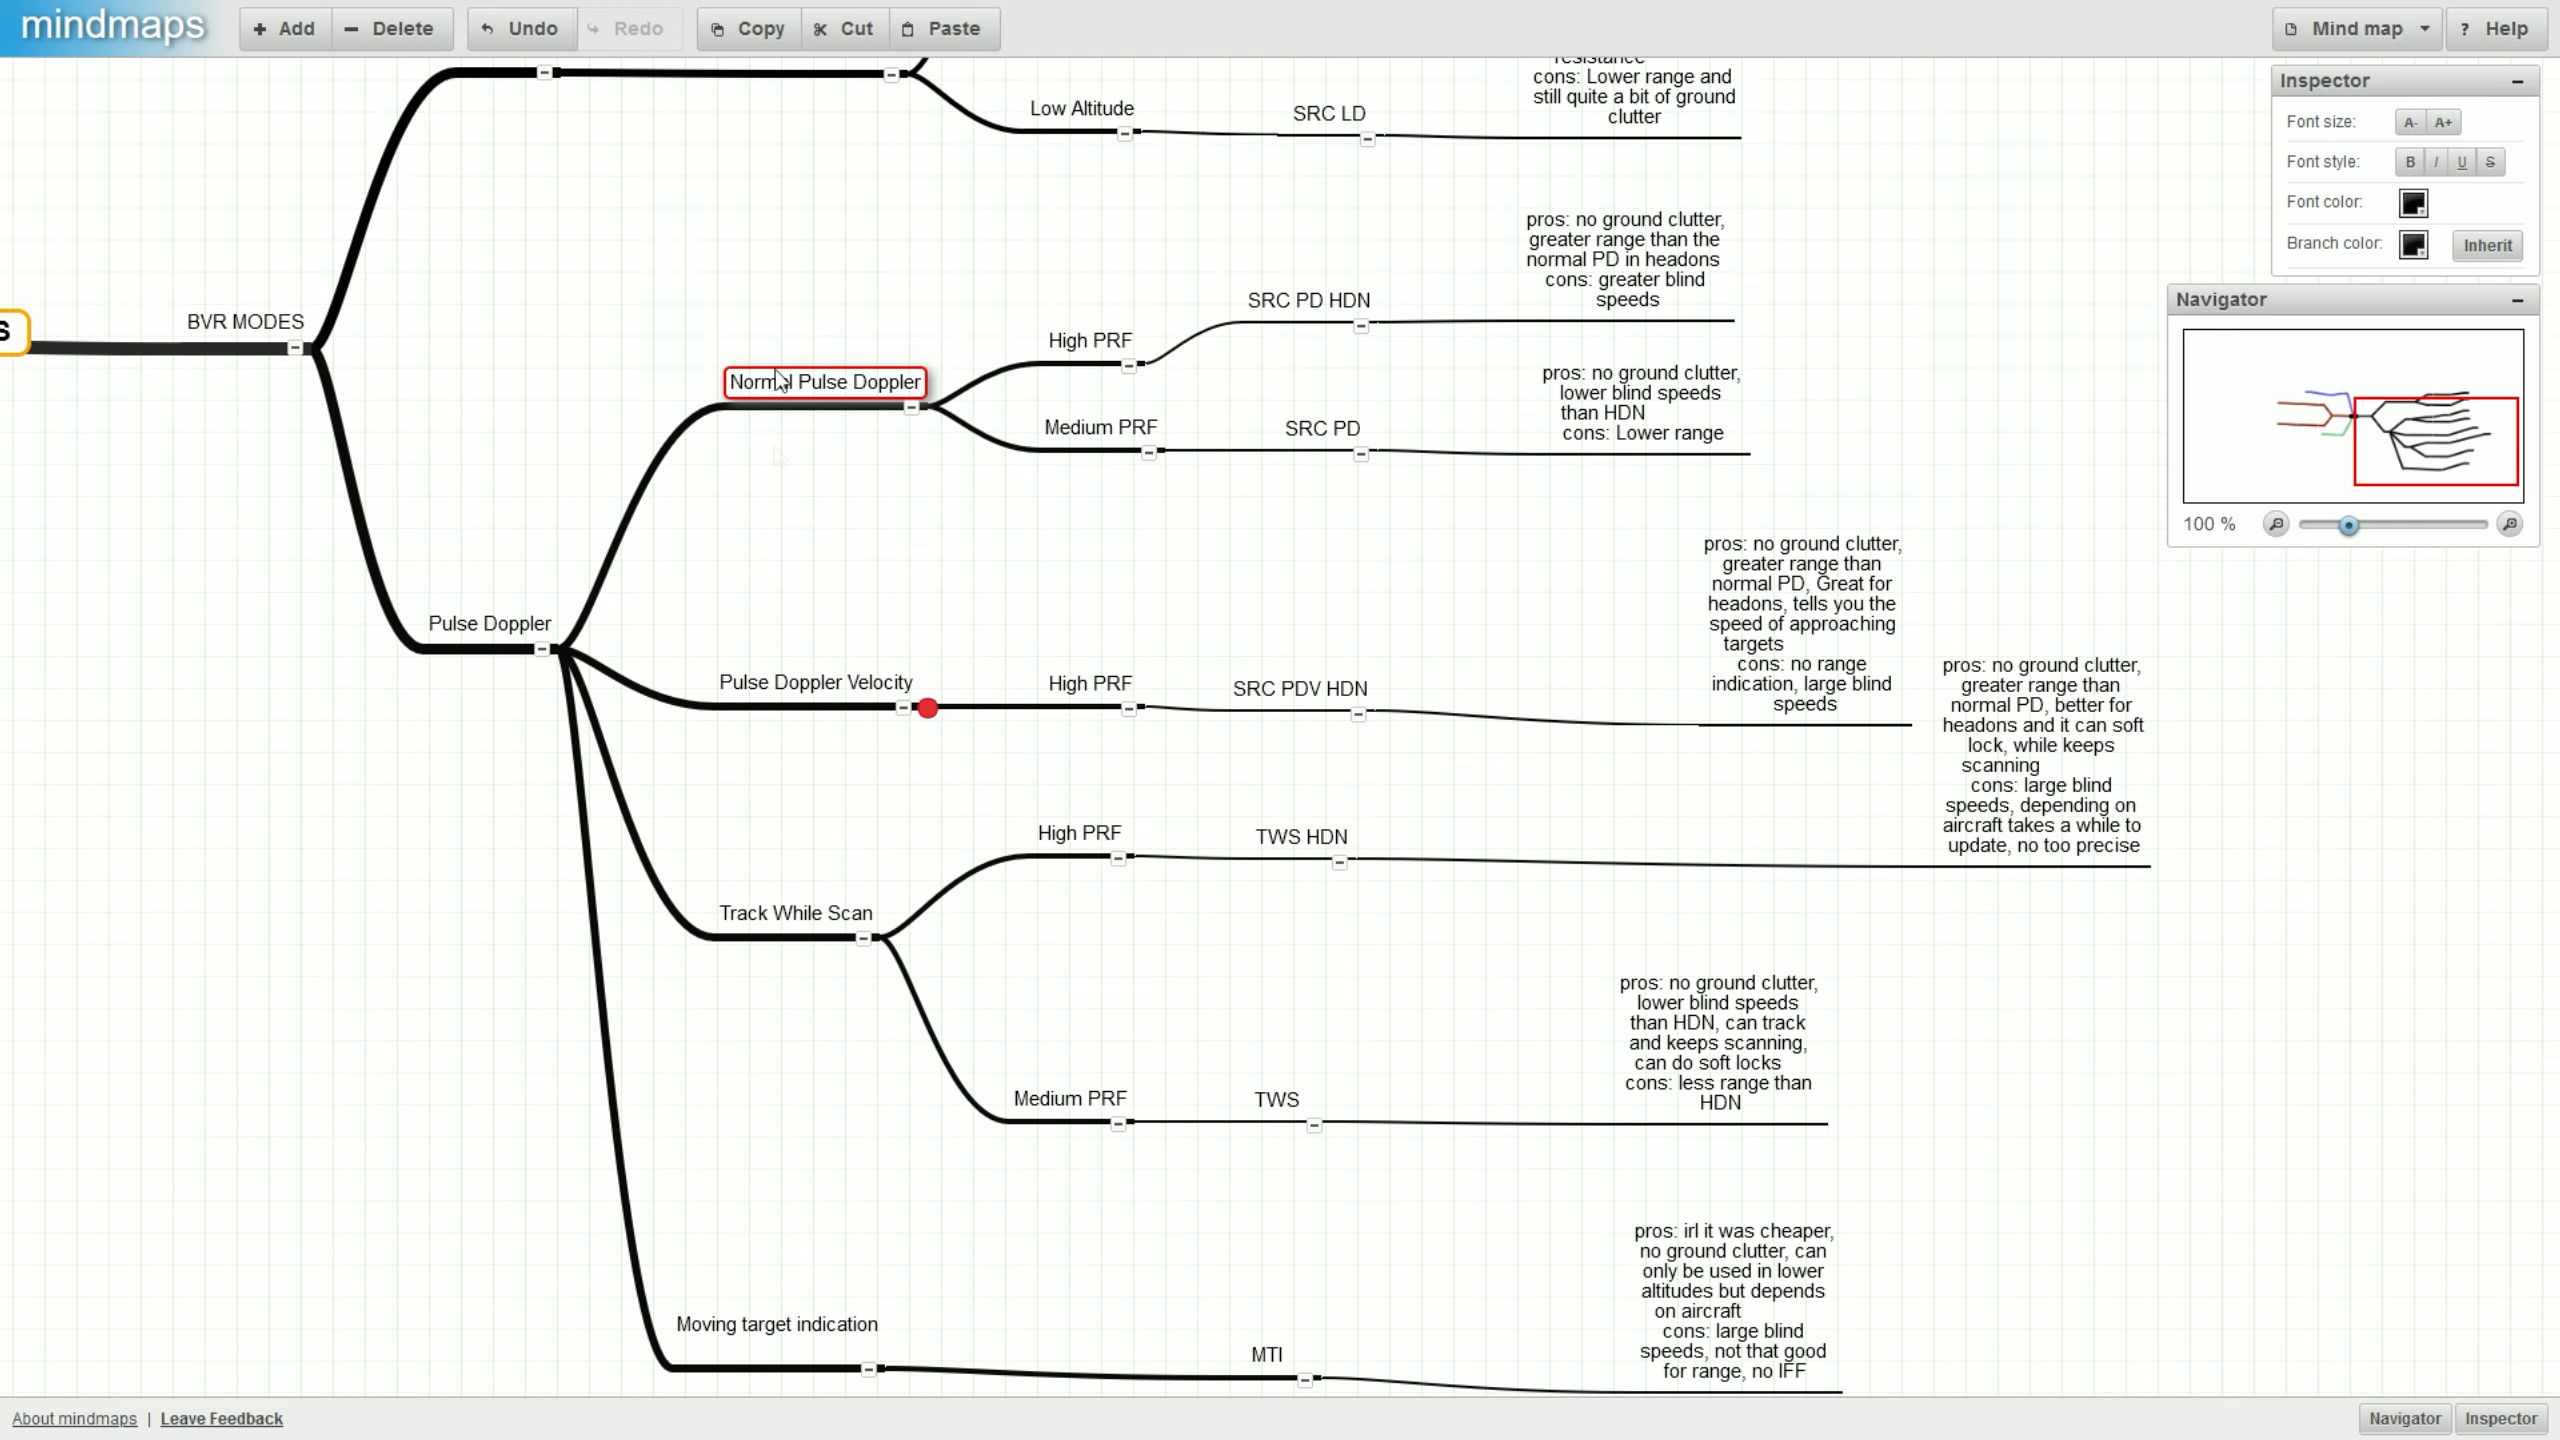 mindmaps
Add
Delete
Undo
Redo
Copy
Cut
Paste
Mind map
? Help
cons: Lower range and
still quite a bit of ground
clutter
Low Altitude
SRC LD
S
BVR MODES
pros: no ground clutter,
greater range than the
normal PD in headons
cons: greater blind
speeds
SRC PD HDN
High PRF
Normal Pulse Doppler
pros: no ground clutter,
lower blind speeds
than HDN
cons: Lower range
Medium PRF
SRC PD
Pulse Doppler
pros: no ground clutter,
greater range than
normal PD, Great for
headons, tells you the
speed of approaching
targets
cons: no range
indication, large blind
speeds
Pulse Doppler Velocity
High PRF
SRC PDV HDN
pros: no ground clutter,
greater range than
normal PD, better for
headons and it can soft
lock, while keeps
scanning
cons: large blind
speeds, depending on
aircraft takes a while to
update, no too precise
High PRF
TWS HDN
Track While Scan
pros: no ground clutter,
lower blind speeds
than HDN, can track
and keeps scanning,
can do soft locks
cons: less range than
HDN
Medium PRF
TWS
pros: irl it was cheaper,
no ground clutter, can
only be used in lower
altitudes but depends
on aircraft
cons: large blind
speeds, not that good
for range, no IFF
Moving target indication
MTI
Inspector
Font size: A- A+
Font style: B I U S
Font color:
Branch color: Inherit
Navigator
100 %
About mindmaps | Leave Feedback
Navigator
Inspector